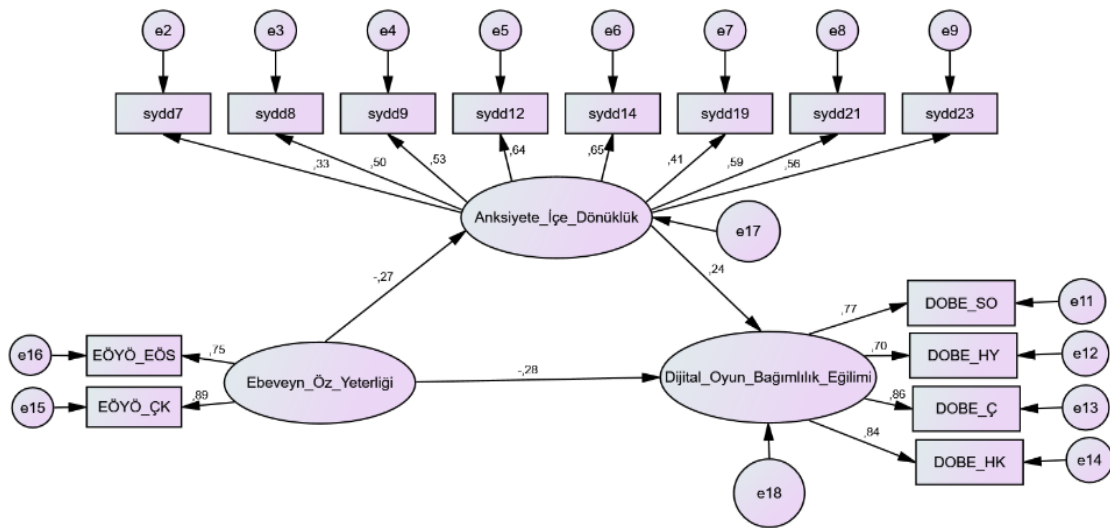 e2
e3
e4
e5
e6
e7
e8
e9
sydd7
sydd8
sydd9
sydd12
sydd14
sydd19
sydd21
sydd23
,33
,50
,53
,64
,65
,41
,59
,56
Anksiyete_İçe_Dönüklük
e17
-,27
,24
e16
EÖYÖ_EÖS
,75
e15
EÖYÖ_ÇK
,89
Ebeveyn_Öz_Yeterliği
-,28
Dijital_Oyun_Bağımlılık_Eğilimi
,77
DOBE_SO
e11
,70
DOBE_HY
e12
,86
DOBE_Ç
e13
,84
DOBE_HK
e14
e18